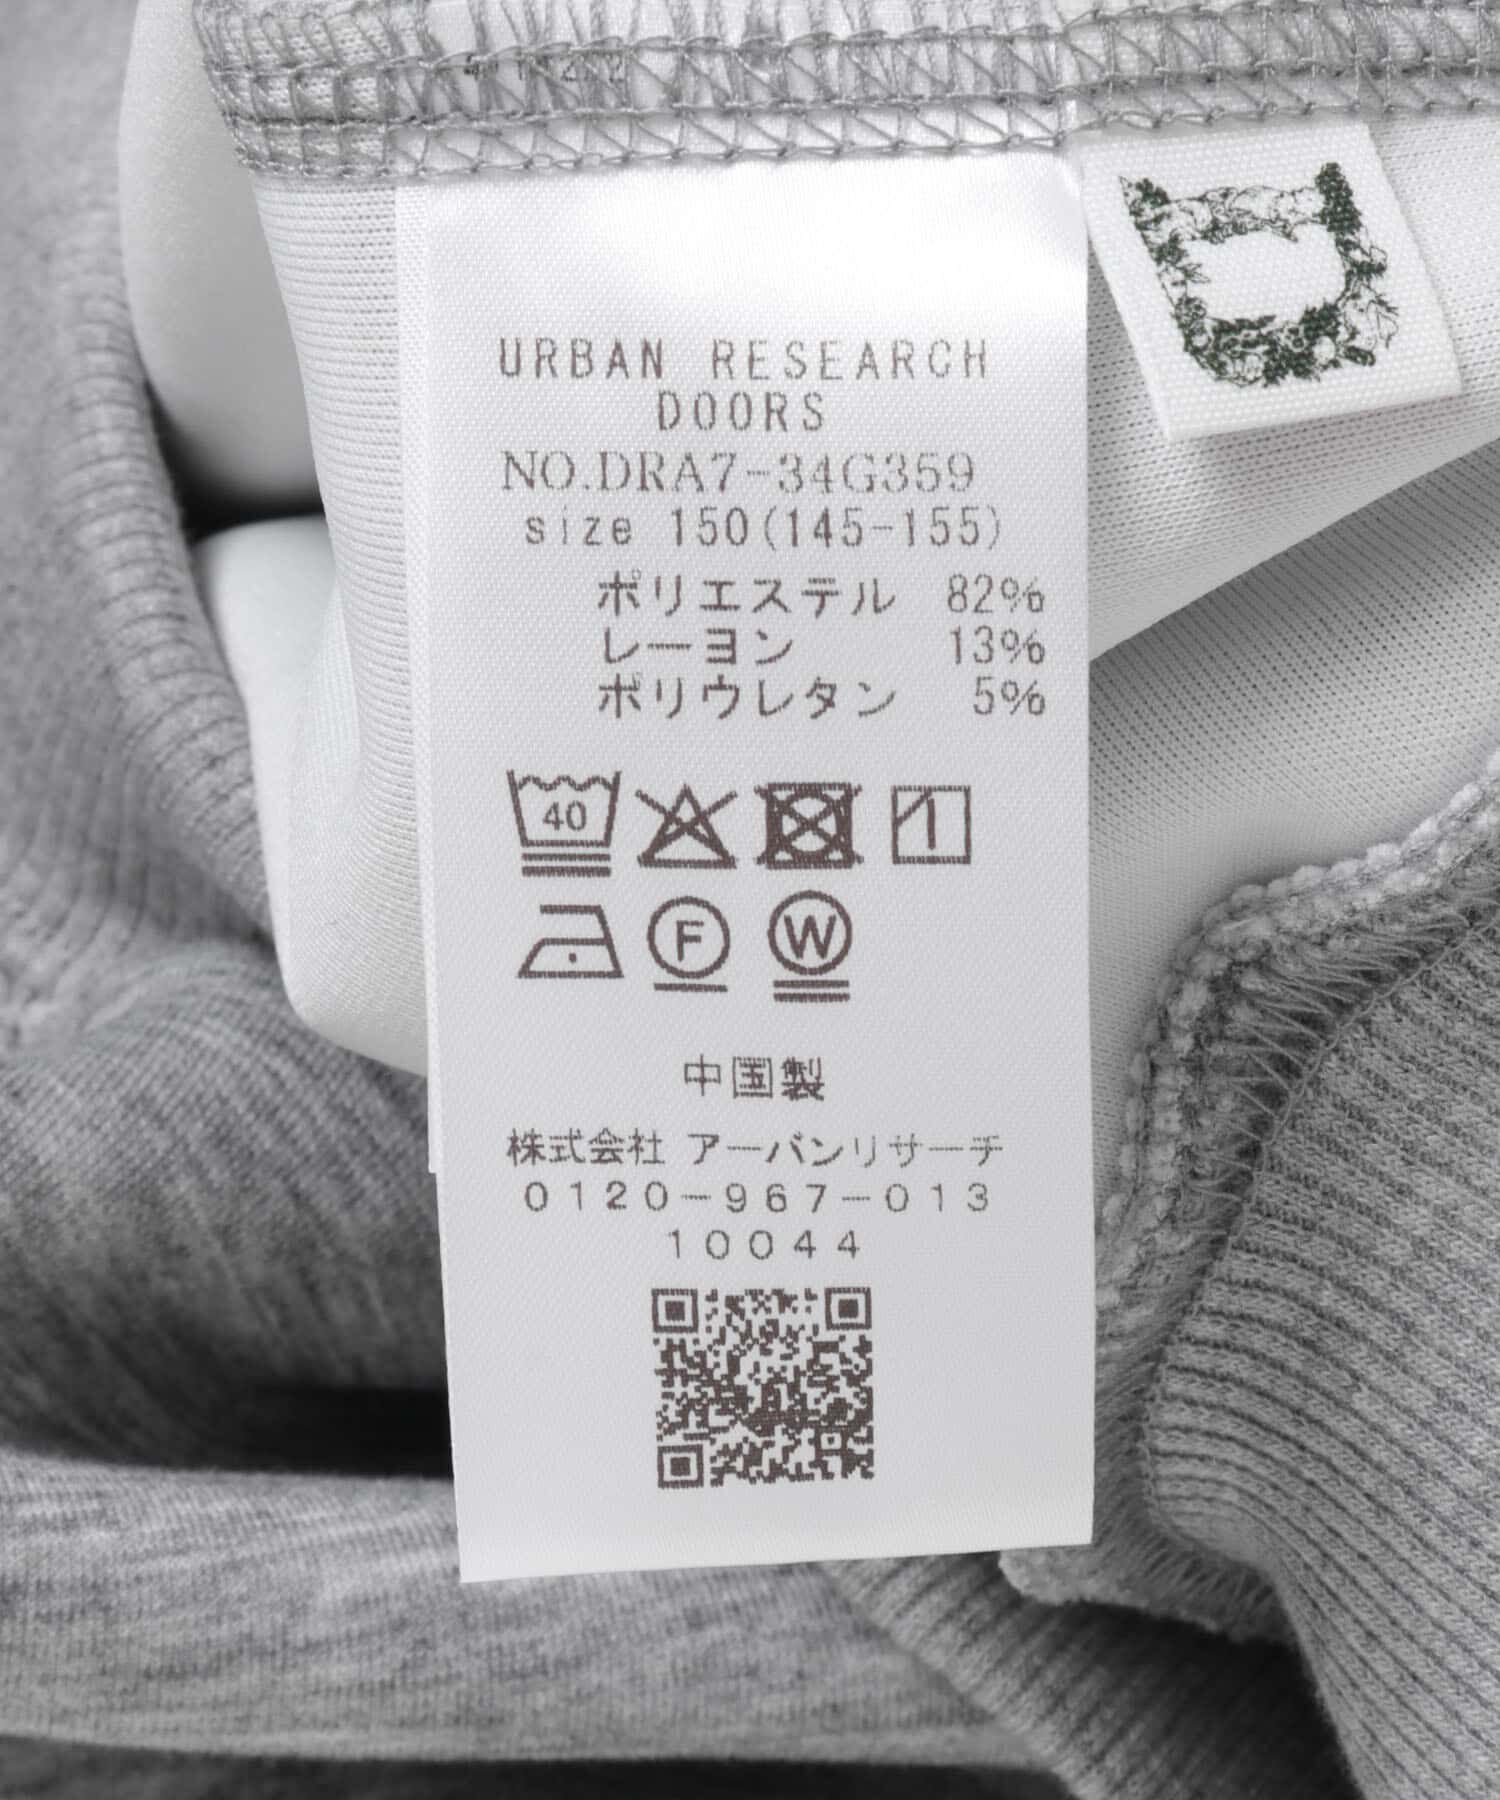 URBAN RESEARCH
DOORS
NO.DRA7-34G359
size 150(145-155)
ポリエステル 82%
レーヨン 13%
ポリウレタン 5%
40
F
W
中国製
株式会社 アーバンリサーチ
0120-967-013
10044